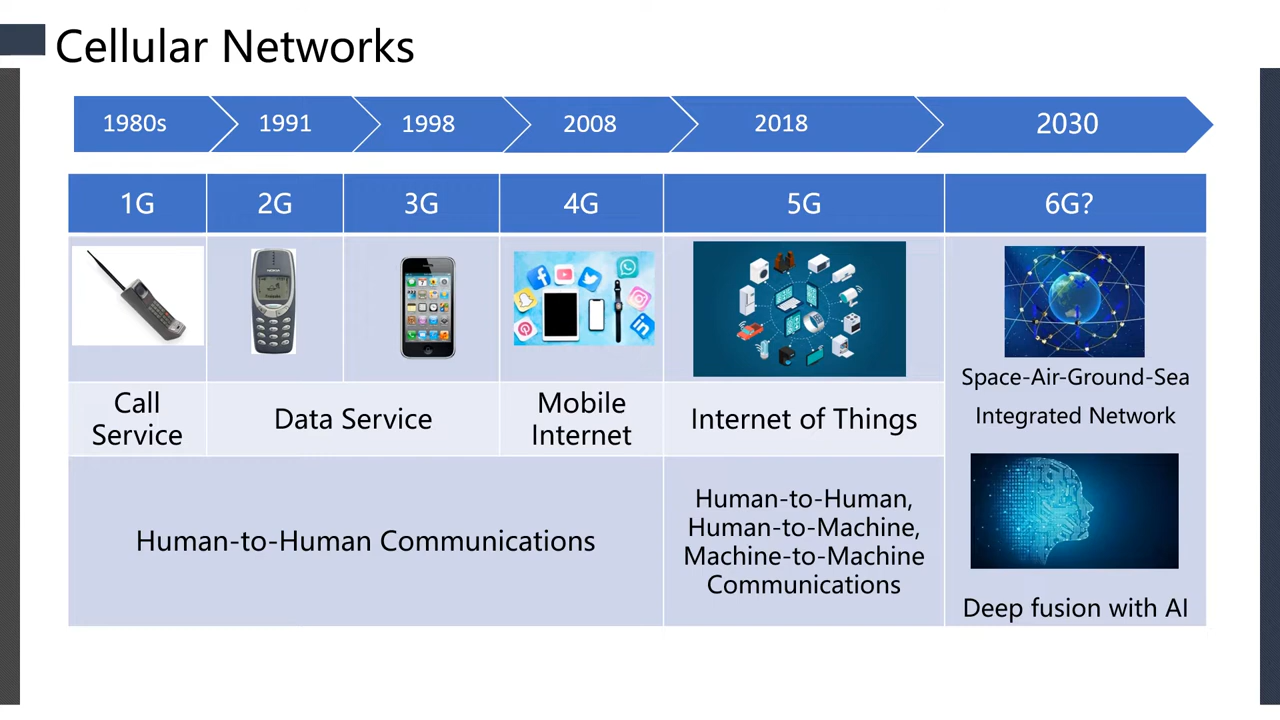 Cellular Networks
1980s
1991
1998
2008
2018
2030
1G
2G
3G
4G
5G
6G?
Call
Service
Data Service
Mobile
Internet
Internet of Things
Space-Air-Ground-Sea
Integrated Network
Human-to-Human Communications
Human-to-Human,
Human-to-Machine,
Machine-to-Machine
Communications
Deep fusion with AI